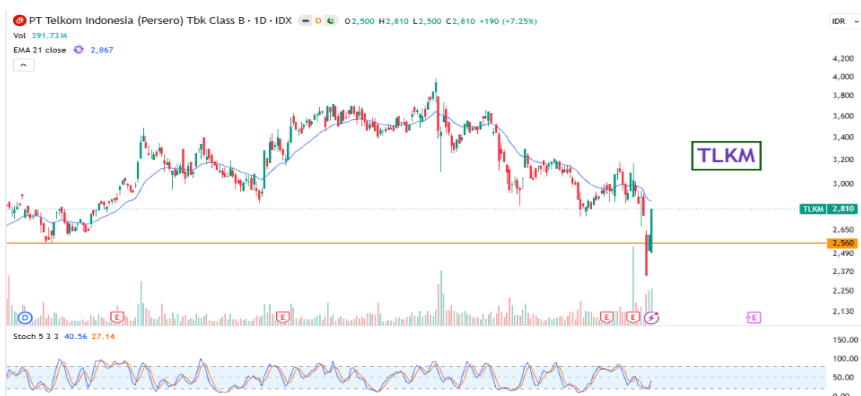 PT Telkom Indonesia (Persero) Tbk Class B · 1D · IDX D O2,500 H2,810 L2,500 C2,810 +190 (+7.25%)
IDR
Vol 391.73 M
EMA 21 close 2,867
4,200
4,000
3,800
3,600
3,400
3,200
TLKM
3,000
TLKM 2,810
2,650
2,560
2,490
2,370
2,250
2,130
D E E E E E
Stoch 5 3 3 40.56 27.14
150.00
100.00
50.00
0.00